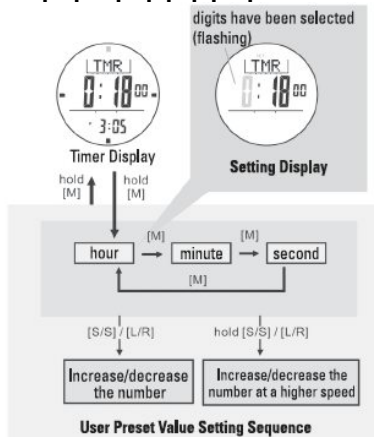 digits have been selected
(flashing)
TMR
0: 18 00
3:05
Timer Display
TMR
0: 18 00
Setting Display
hold
[M]
hold
[M]
hour
[M]
minute
[M]
second
[M]
[S/S] / [L/R]
hold [S/S] / [L/R]
Increase/decrease
the number
Increase/decrease the
number at a higher speed
User Preset Value Setting Sequence